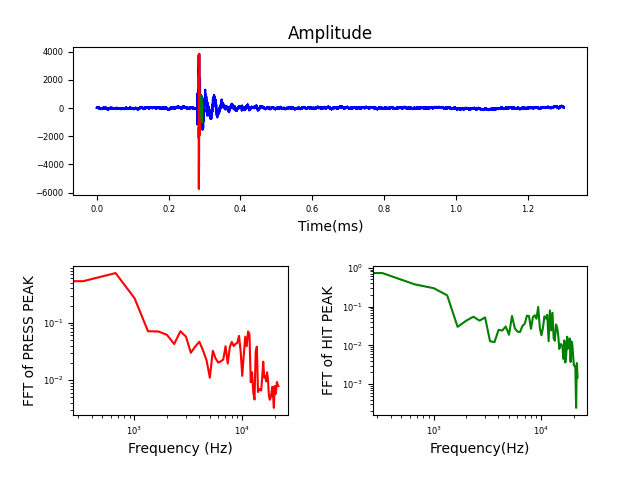 Amplitude
4000
2000
0
−2000
−4000
−6000
0.0 0.2 0.4 0.6 0.8 1.0 1.2
Time(ms)
FFT of PRESS PEAK
10⁻¹
10⁻²
10³ 10⁴
Frequency (Hz)
FFT of HIT PEAK
10⁰
10⁻¹
10⁻²
10⁻³
10³ 10⁴
Frequency(Hz)